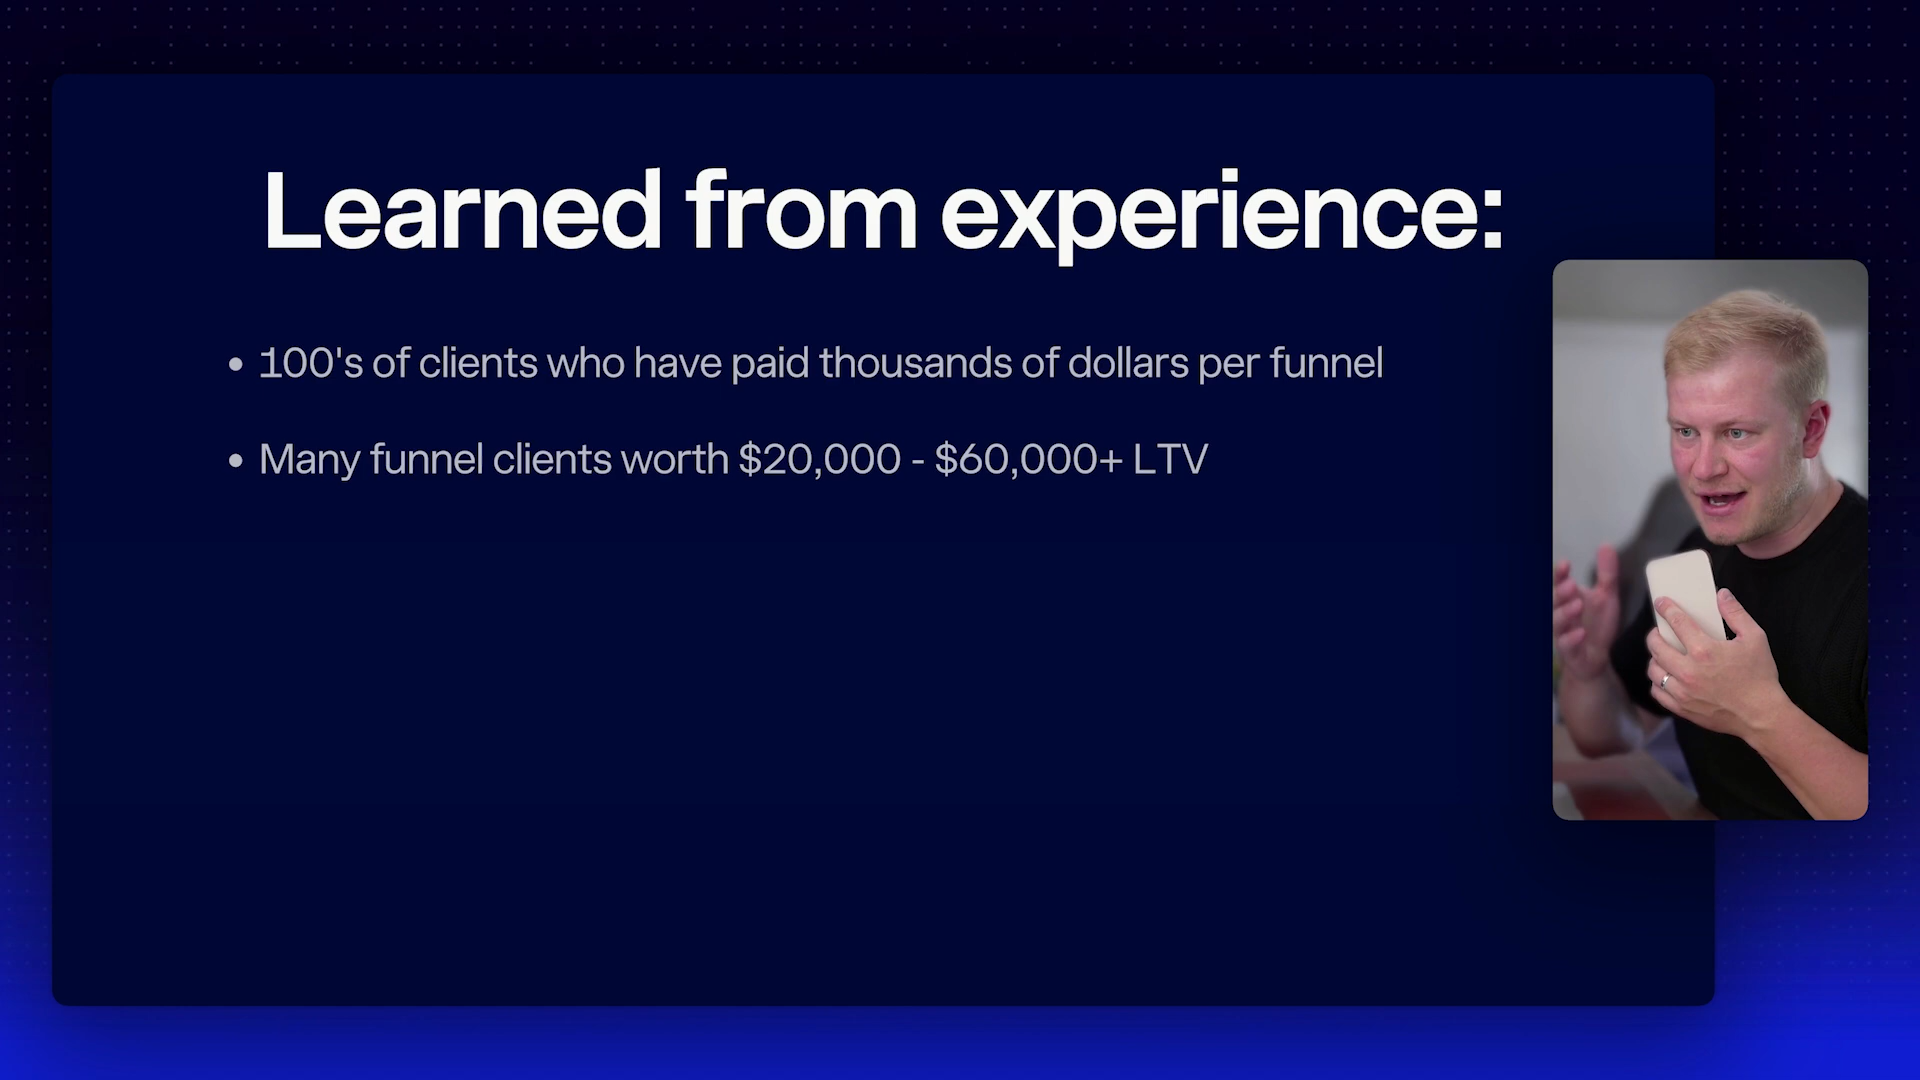 Learned from experience:
• 100's of clients who have paid thousands of dollars per funnel
• Many funnel clients worth $20,000 - $60,000+ LTV